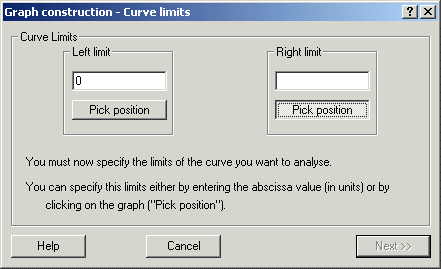 Graph construction - Curve limits
Curve Limits
Left limit
Right limit
0
Pick position
Pick position
You must now specify the limits of the curve you want to analyse.
You can specify this limits either by entering the abscissa value (in units) or by
clicking on the graph ("Pick position").
Help
Cancel
Next >>